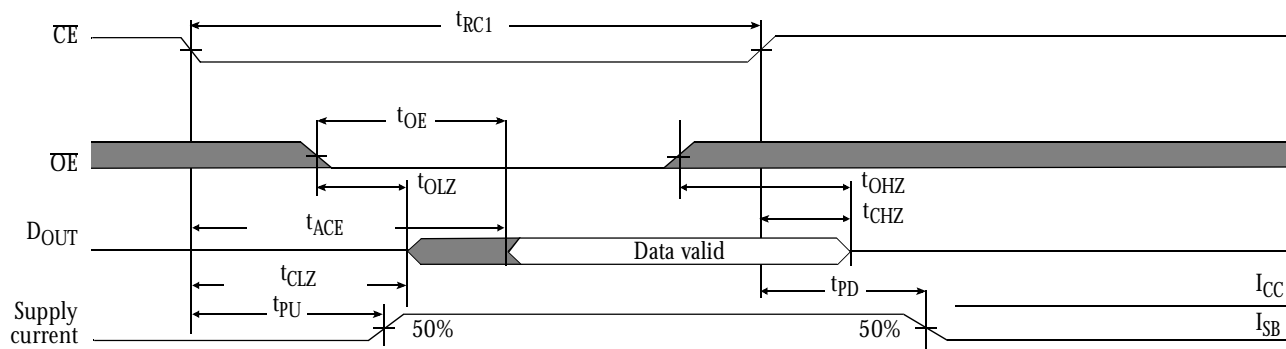 CE
tRC1
tOE
OE
tOLZ
tOHZ
tACE
tCHZ
DOUT
Data valid
tCLZ
tPD
ICC
tPU
Supply
current
50%
50%
ISB